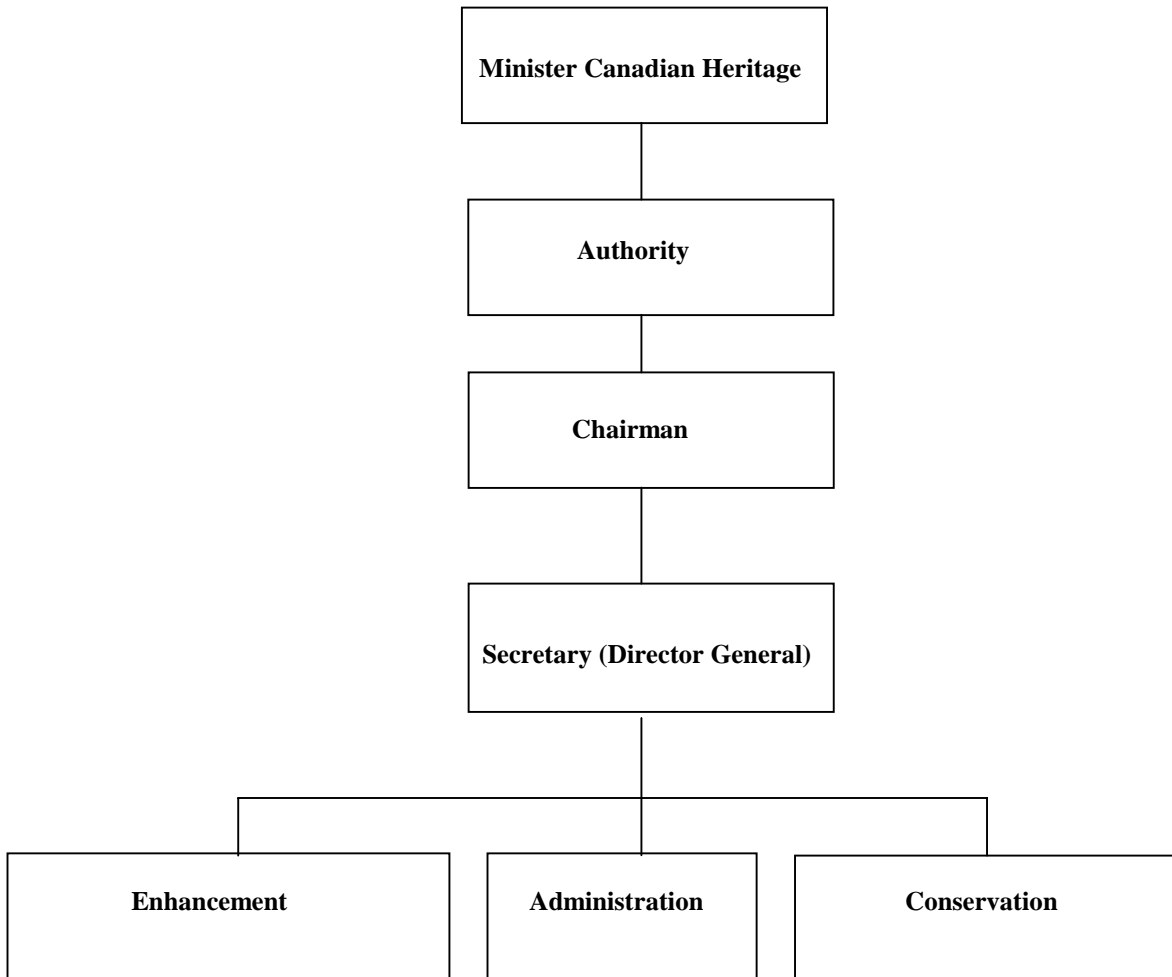 Minister Canadian Heritage
Authority
Chairman
Secretary (Director General)
Enhancement
Administration
Conservation